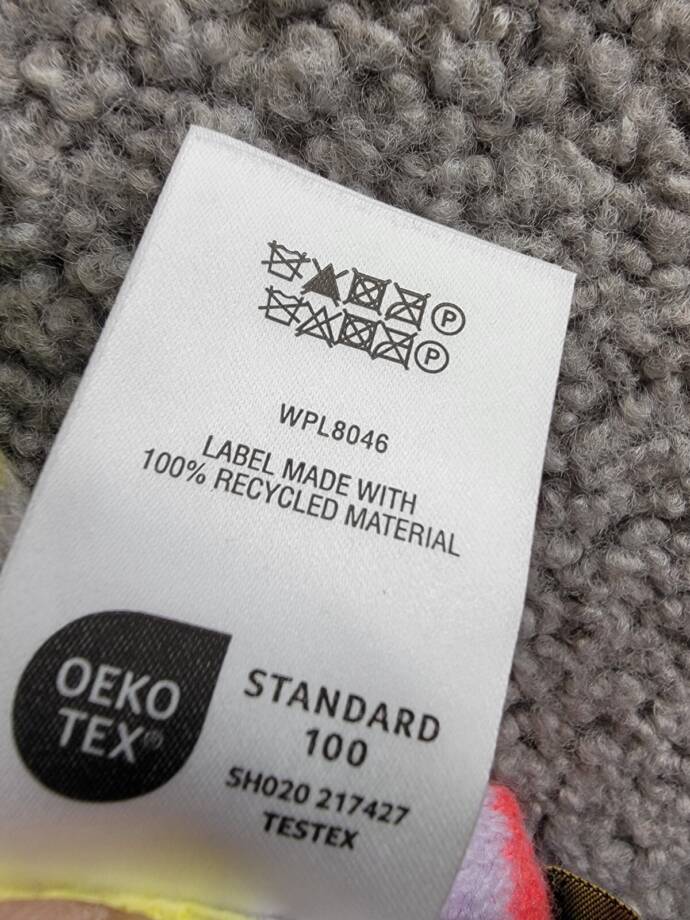 P
P
WPL8046
LABEL MADE WITH
100% RECYCLED MATERIAL
OEKO
TEX®
STANDARD
100
SH020 217427
TESTEX